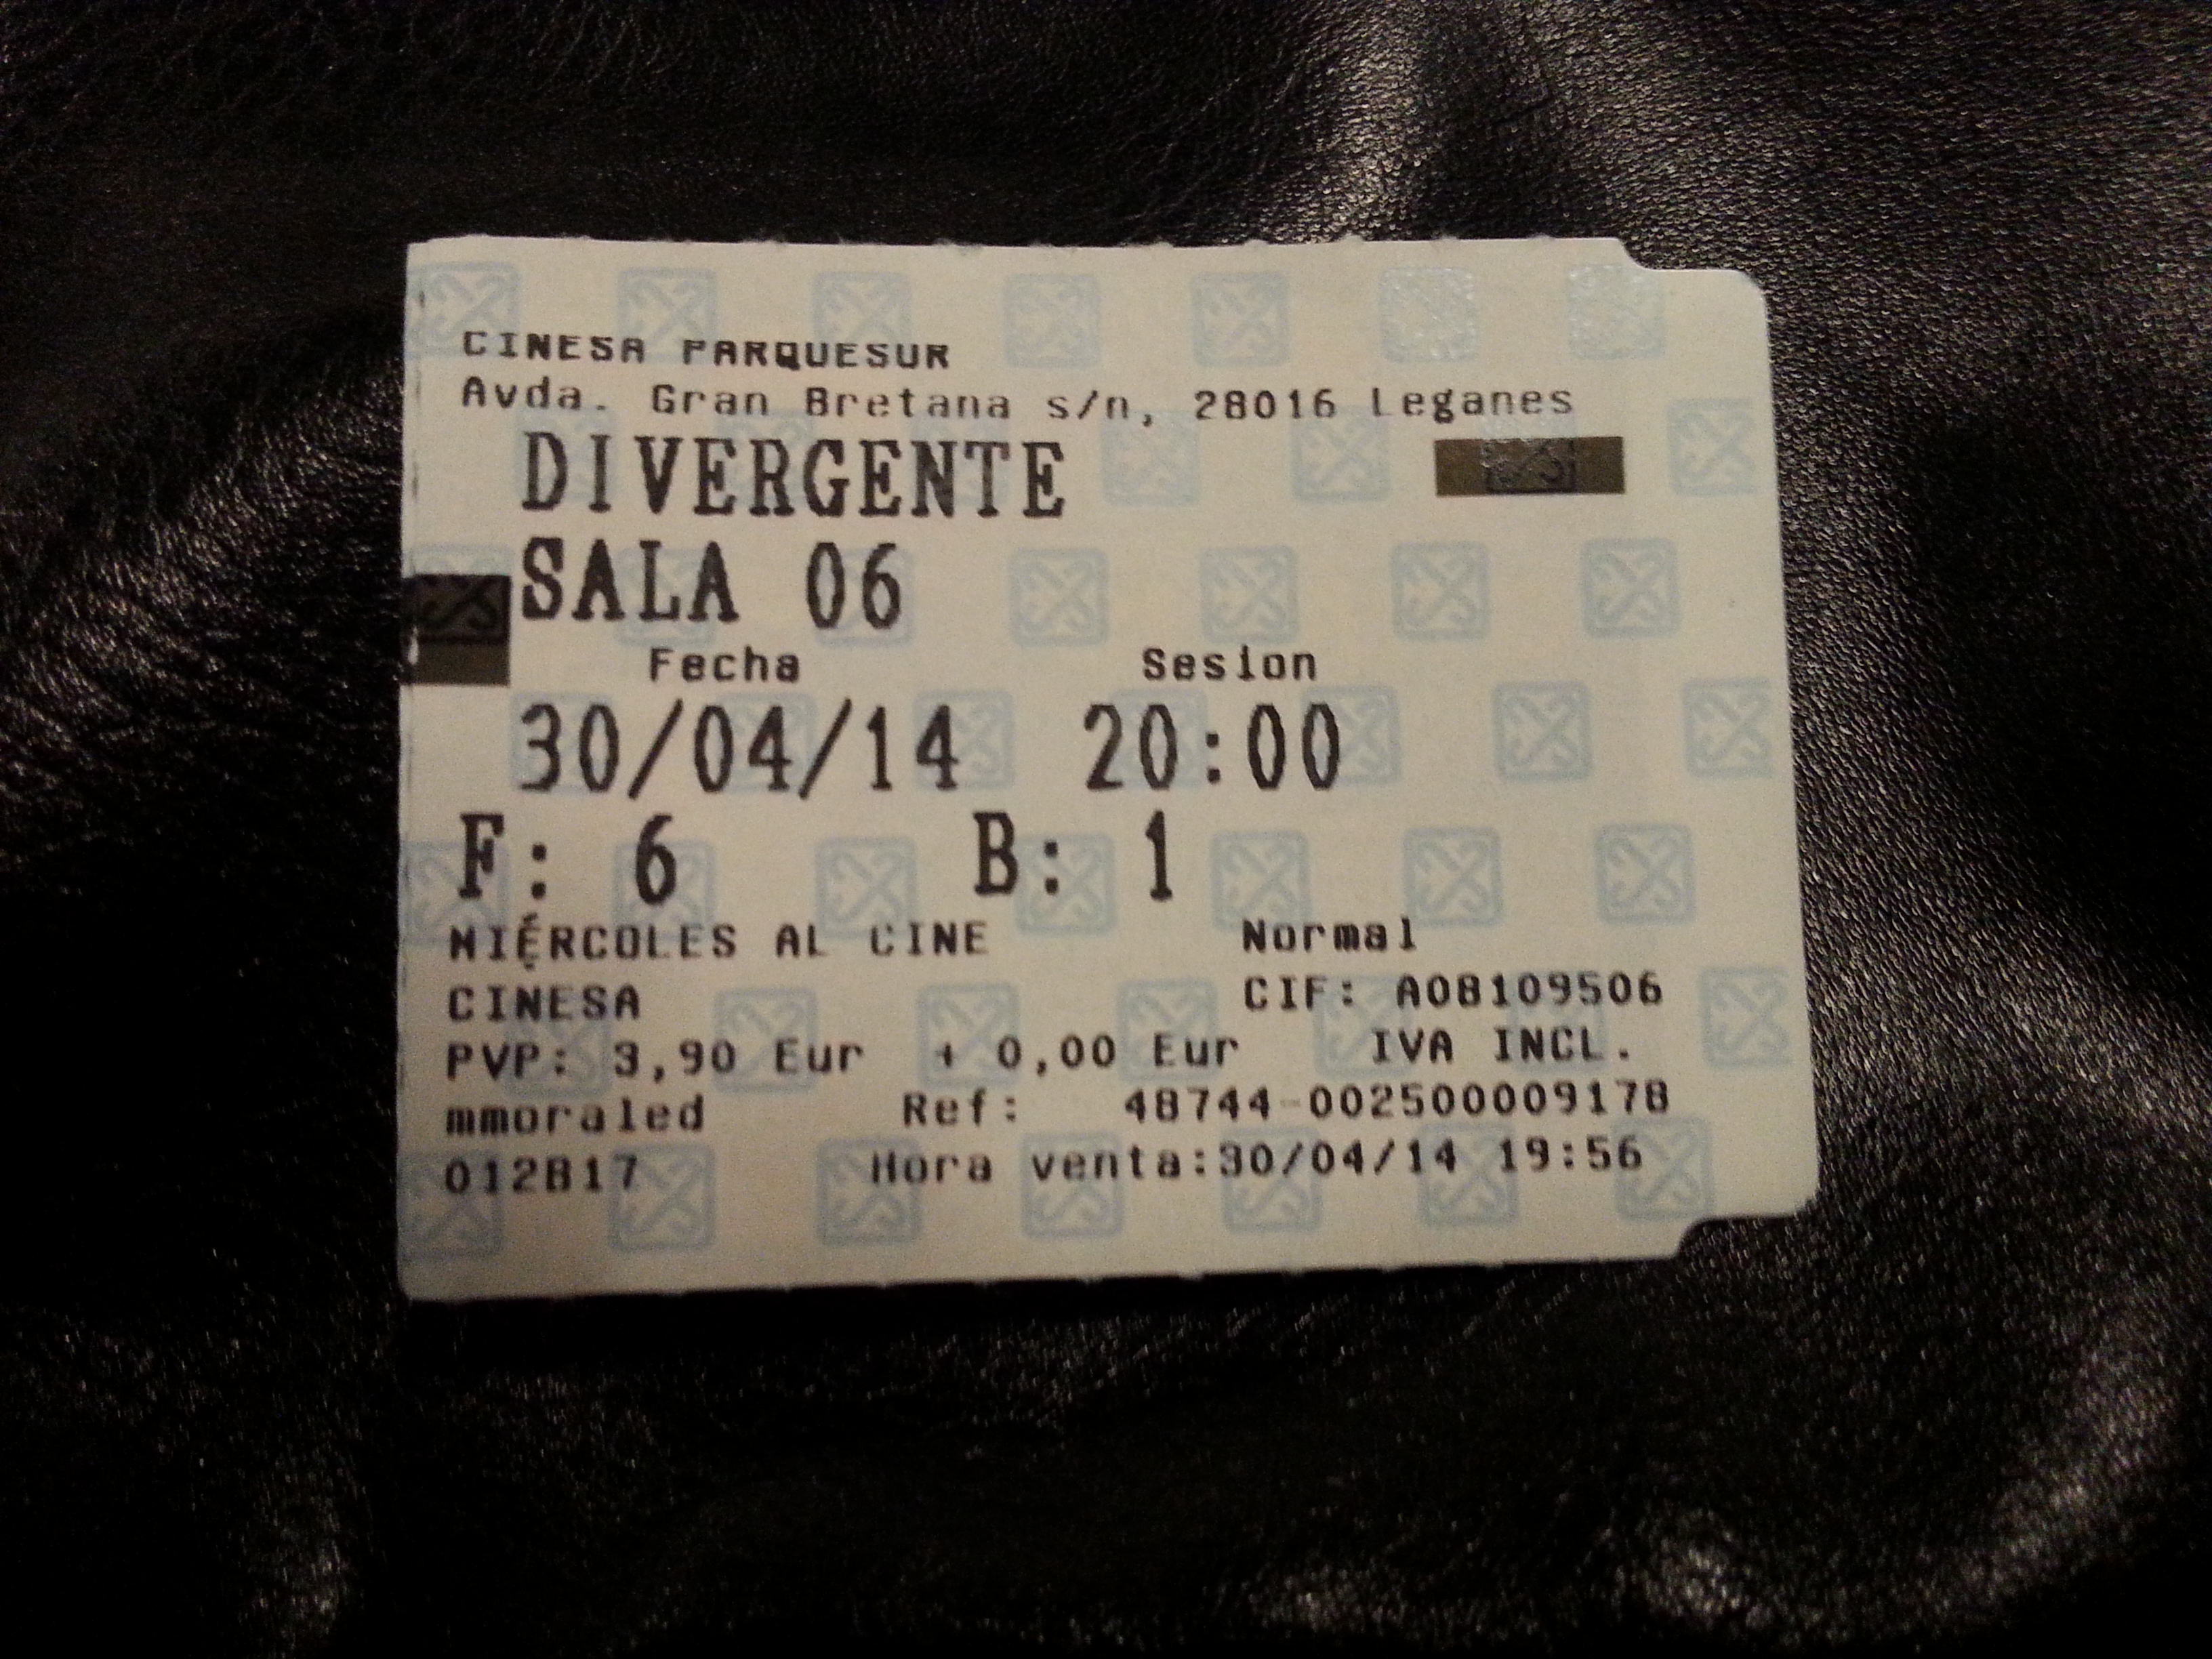 CINESA PARQUESUR
Avda. Gran Bretana s/n, 28016 Leganes
DIVERGENTE
SALA 06
Fecha Sesion
30/04/14 20:00
F: 6 B: 1
MIÉRCOLES AL CINE Normal
CINESA CIF: A08109506
PVP: 3,90 Eur + 0,00 Eur IVA INCL.
mmoraled Ref: 48744-002500009178
012817 Hora venta:30/04/14 19:56